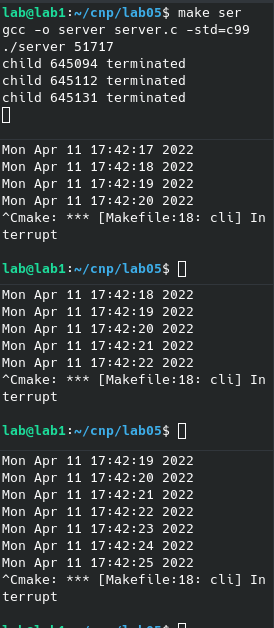 lab@lab1:~/cnp/lab05$ make ser
gcc -o server server.c -std=c99
./server 51717
child 645094 terminated
child 645112 terminated
child 645131 terminated
Mon Apr 11 17:42:17 2022
Mon Apr 11 17:42:18 2022
Mon Apr 11 17:42:19 2022
Mon Apr 11 17:42:20 2022
^Cmake: *** [Makefile:18: cli] In
terrupt
lab@lab1:~/cnp/lab05$
Mon Apr 11 17:42:18 2022
Mon Apr 11 17:42:19 2022
Mon Apr 11 17:42:20 2022
Mon Apr 11 17:42:21 2022
Mon Apr 11 17:42:22 2022
^Cmake: *** [Makefile:18: cli] In
terrupt
lab@lab1:~/cnp/lab05$
Mon Apr 11 17:42:19 2022
Mon Apr 11 17:42:20 2022
Mon Apr 11 17:42:21 2022
Mon Apr 11 17:42:22 2022
Mon Apr 11 17:42:23 2022
Mon Apr 11 17:42:24 2022
Mon Apr 11 17:42:25 2022
^Cmake: *** [Makefile:18: cli] In
terrupt